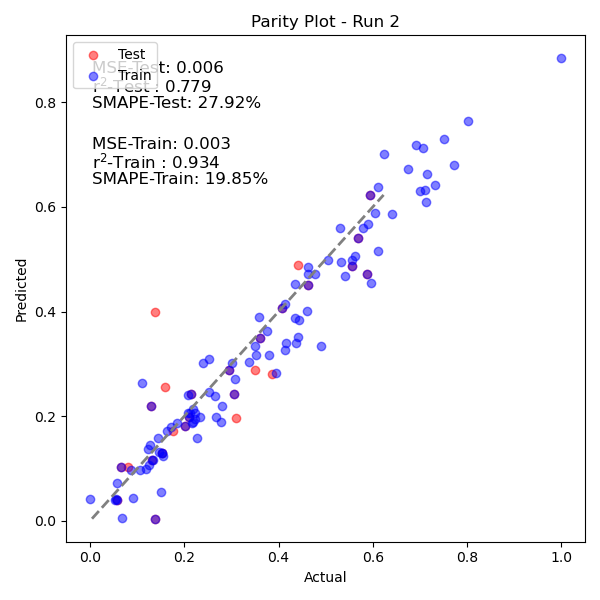 Parity Plot - Run 2
Test
Train
MSE-Test: 0.006
r²-Test : 0.779
SMAPE-Test: 27.92%
MSE-Train: 0.003
r²-Train : 0.934
SMAPE-Train: 19.85%
Predicted
0.8
0.6
0.4
0.2
0.0
0.0 0.2 0.4 0.6 0.8 1.0
Actual